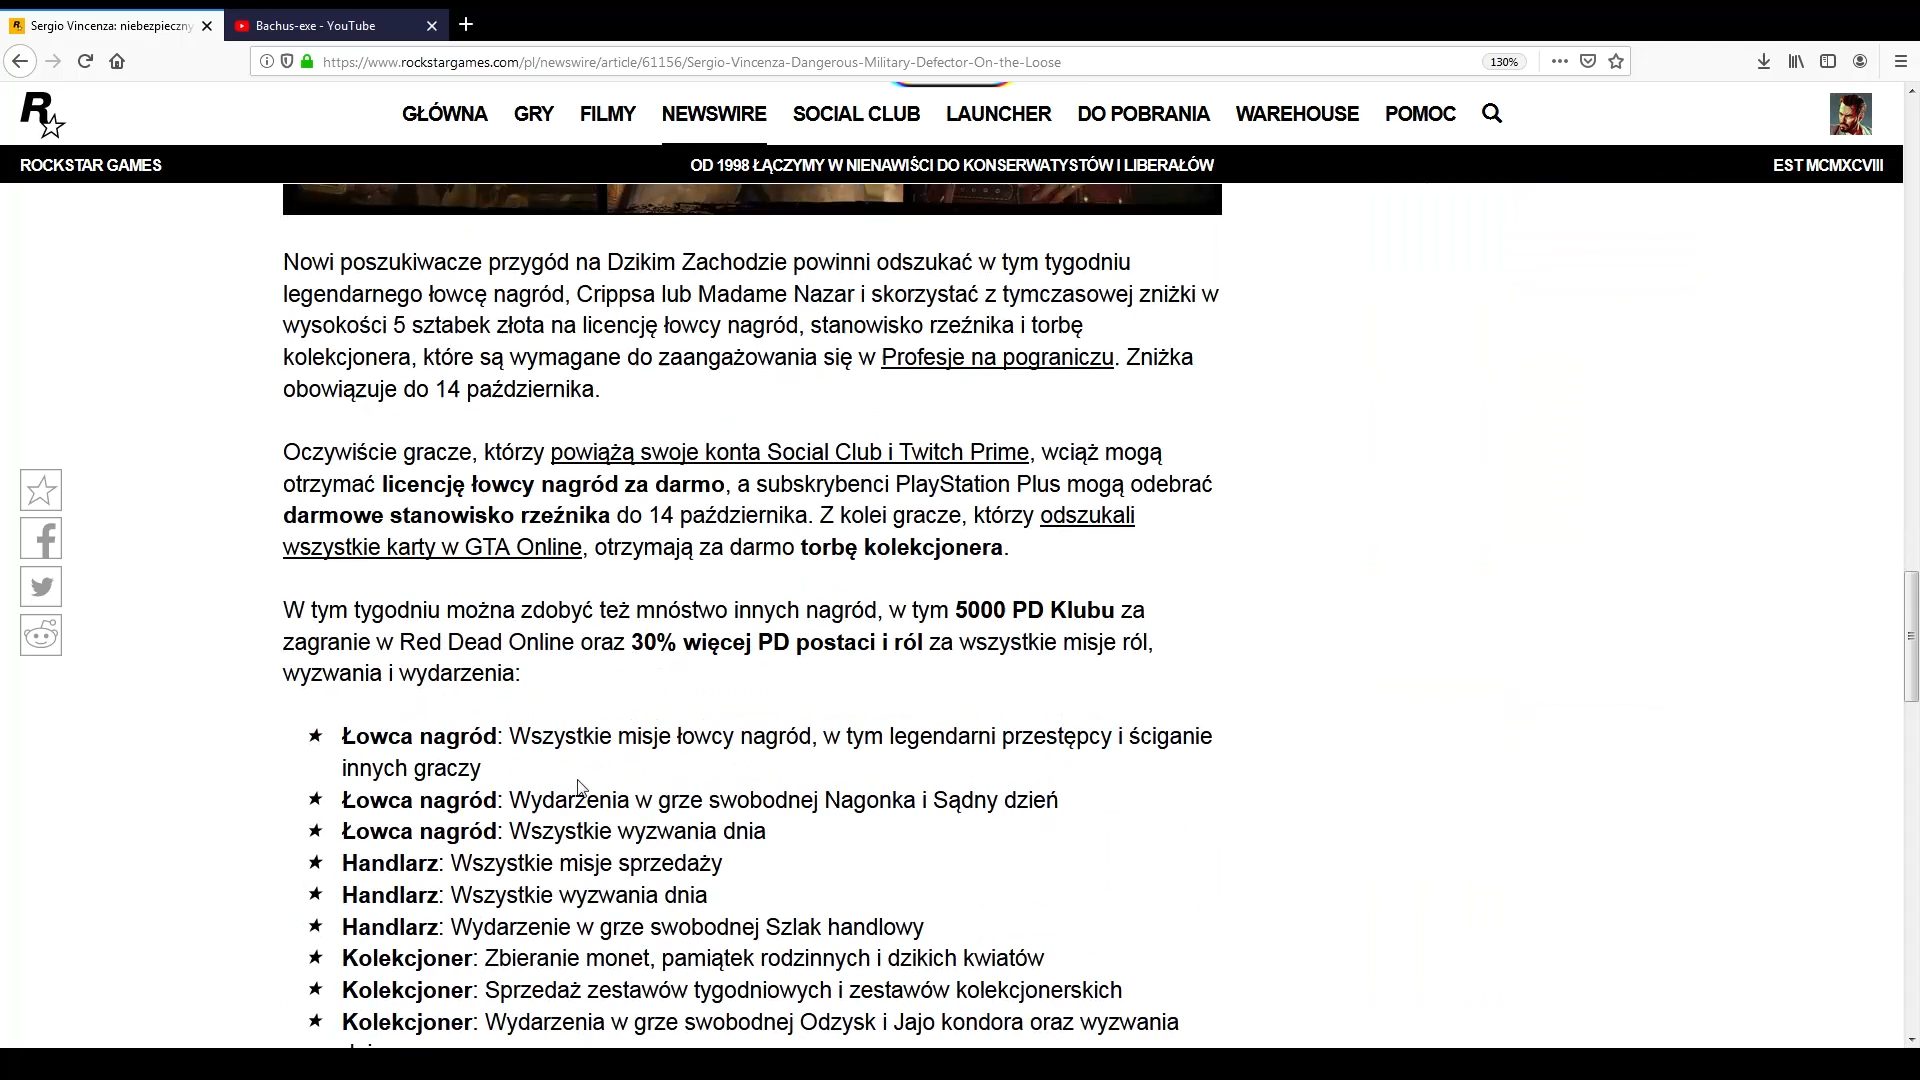 Sergio Vincenza: niebezpieczny
Bachus-exe - YouTube
https://www.rockstargames.com/pl/newswire/article/61156/Sergio-Vincenza-Dangerous-Military-Defector-On-the-Loose
130%
R
GŁÓWNA GRY FILMY NEWSWIRE SOCIAL CLUB LAUNCHER DO POBRANIA WAREHOUSE POMOC
ROCKSTAR GAMES
OD 1998 ŁĄCZYMY W NIENAWIŚCI DO KONSERWATYSTÓW I LIBERAŁÓW
EST MCMXCVIII
Nowi poszukiwacze przygód na Dzikim Zachodzie powinni odszukać w tym tygodniu
legendarnego łowcę nagród, Crippsa lub Madame Nazar i skorzystać z tymczasowej zniżki w
wysokości 5 sztabek złota na licencję łowcy nagród, stanowisko rzeźnika i torbę
kolekcjonera, które są wymagane do zaangażowania się w Profesje na pograniczu. Zniżka
obowiązuje do 14 października.
Oczywiście gracze, którzy powiążą swoje konta Social Club i Twitch Prime, wciąż mogą
otrzymać licencję łowcy nagród za darmo, a subskrybenci PlayStation Plus mogą odebrać
darmowe stanowisko rzeźnika do 14 października. Z kolei gracze, którzy odszukali
wszystkie karty w GTA Online, otrzymają za darmo torbę kolekcjonera.
W tym tygodniu można zdobyć też mnóstwo innych nagród, w tym 5000 PD Klubu za
zagranie w Red Dead Online oraz 30% więcej PD postaci i ról za wszystkie misje ról,
wyzwania i wydarzenia:
Łowca nagród: Wszystkie misje łowcy nagród, w tym legendarni przestępcy i ściganie
innych graczy
Łowca nagród: Wydarzenia w grze swobodnej Nagonka i Sądny dzień
Łowca nagród: Wszystkie wyzwania dnia
Handlarz: Wszystkie misje sprzedaży
Handlarz: Wszystkie wyzwania dnia
Handlarz: Wydarzenie w grze swobodnej Szlak handlowy
Kolekcjoner: Zbieranie monet, pamiątek rodzinnych i dzikich kwiatów
Kolekcjoner: Sprzedaż zestawów tygodniowych i zestawów kolekcjonerskich
Kolekcjoner: Wydarzenia w grze swobodnej Odzysk i Jajo kondora oraz wyzwania